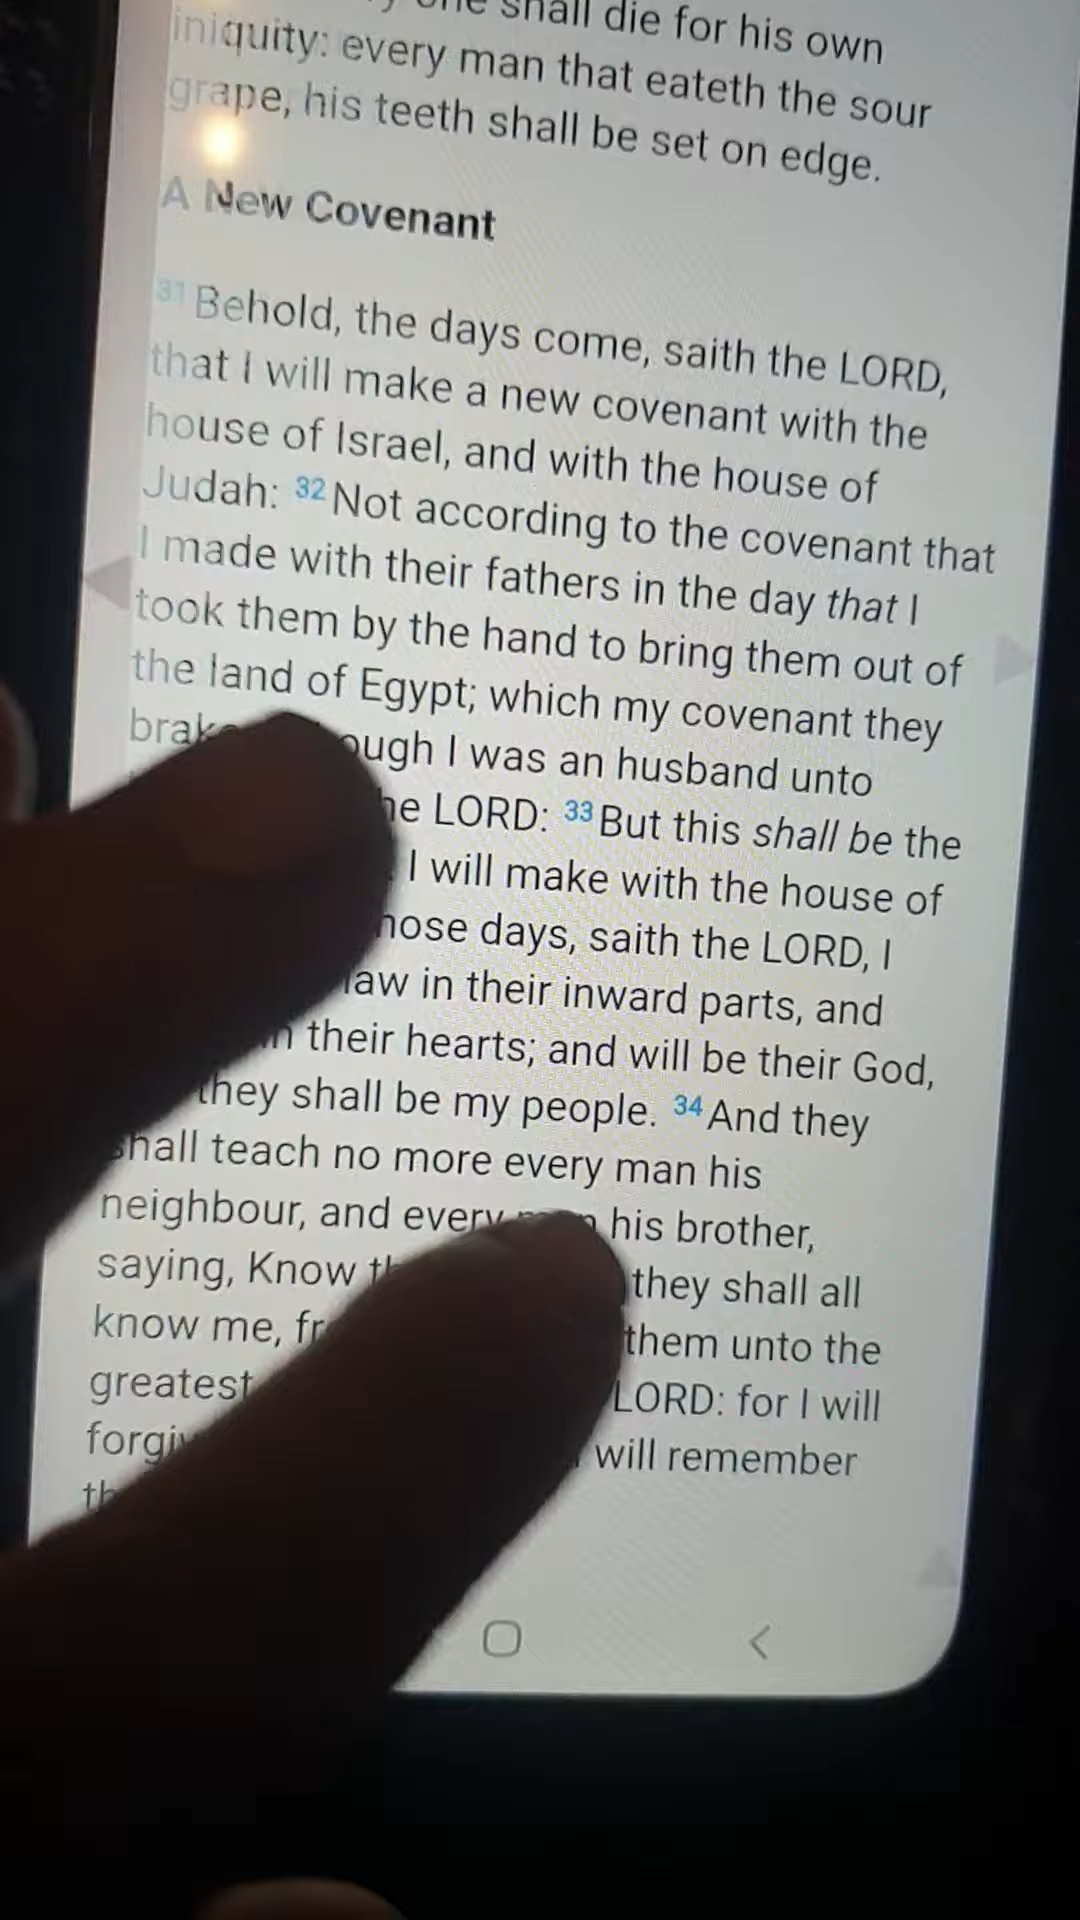 one shall die for his own
iniquity: every man that eateth the sour
grape, his teeth shall be set on edge.
A New Covenant
31 Behold, the days come, saith the LORD,
that I will make a new covenant with the
house of Israel, and with the house of
Judah: 32 Not according to the covenant that
I made with their fathers in the day that I
took them by the hand to bring them out of
the land of Egypt; which my covenant they
I was an husband unto
LORD: 33 But this shall be the
I will make with the house of
days, saith the LORD, I
law in their inward parts, and
their hearts; and will be their God,
they shall be my people. 34 And they
shall teach no more every man his
neighbour, and every man his brother,
saying, Know they shall all
know me, them unto the
greatest LORD: for I will
will remember